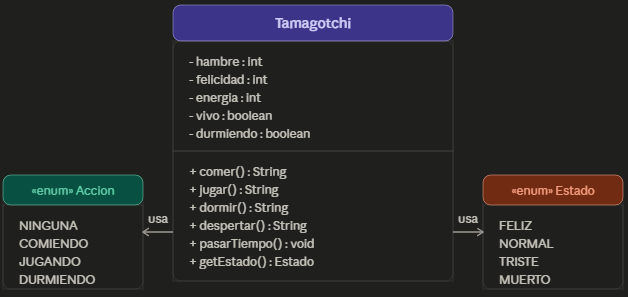 Tamagotchi
- hambre : int
- felicidad : int
- energia : int
- vivo : boolean
- durmiendo : boolean
+ comer() : String
+ jugar() : String
+ dormir() : String
+ despertar() : String
+ pasarTiempo() : void
+ getEstado() : Estado
«enum» Accion
NINGUNA
COMIENDO
JUGANDO
DURMIENDO
usa
usa
«enum» Estado
FELIZ
NORMAL
TRISTE
MUERTO